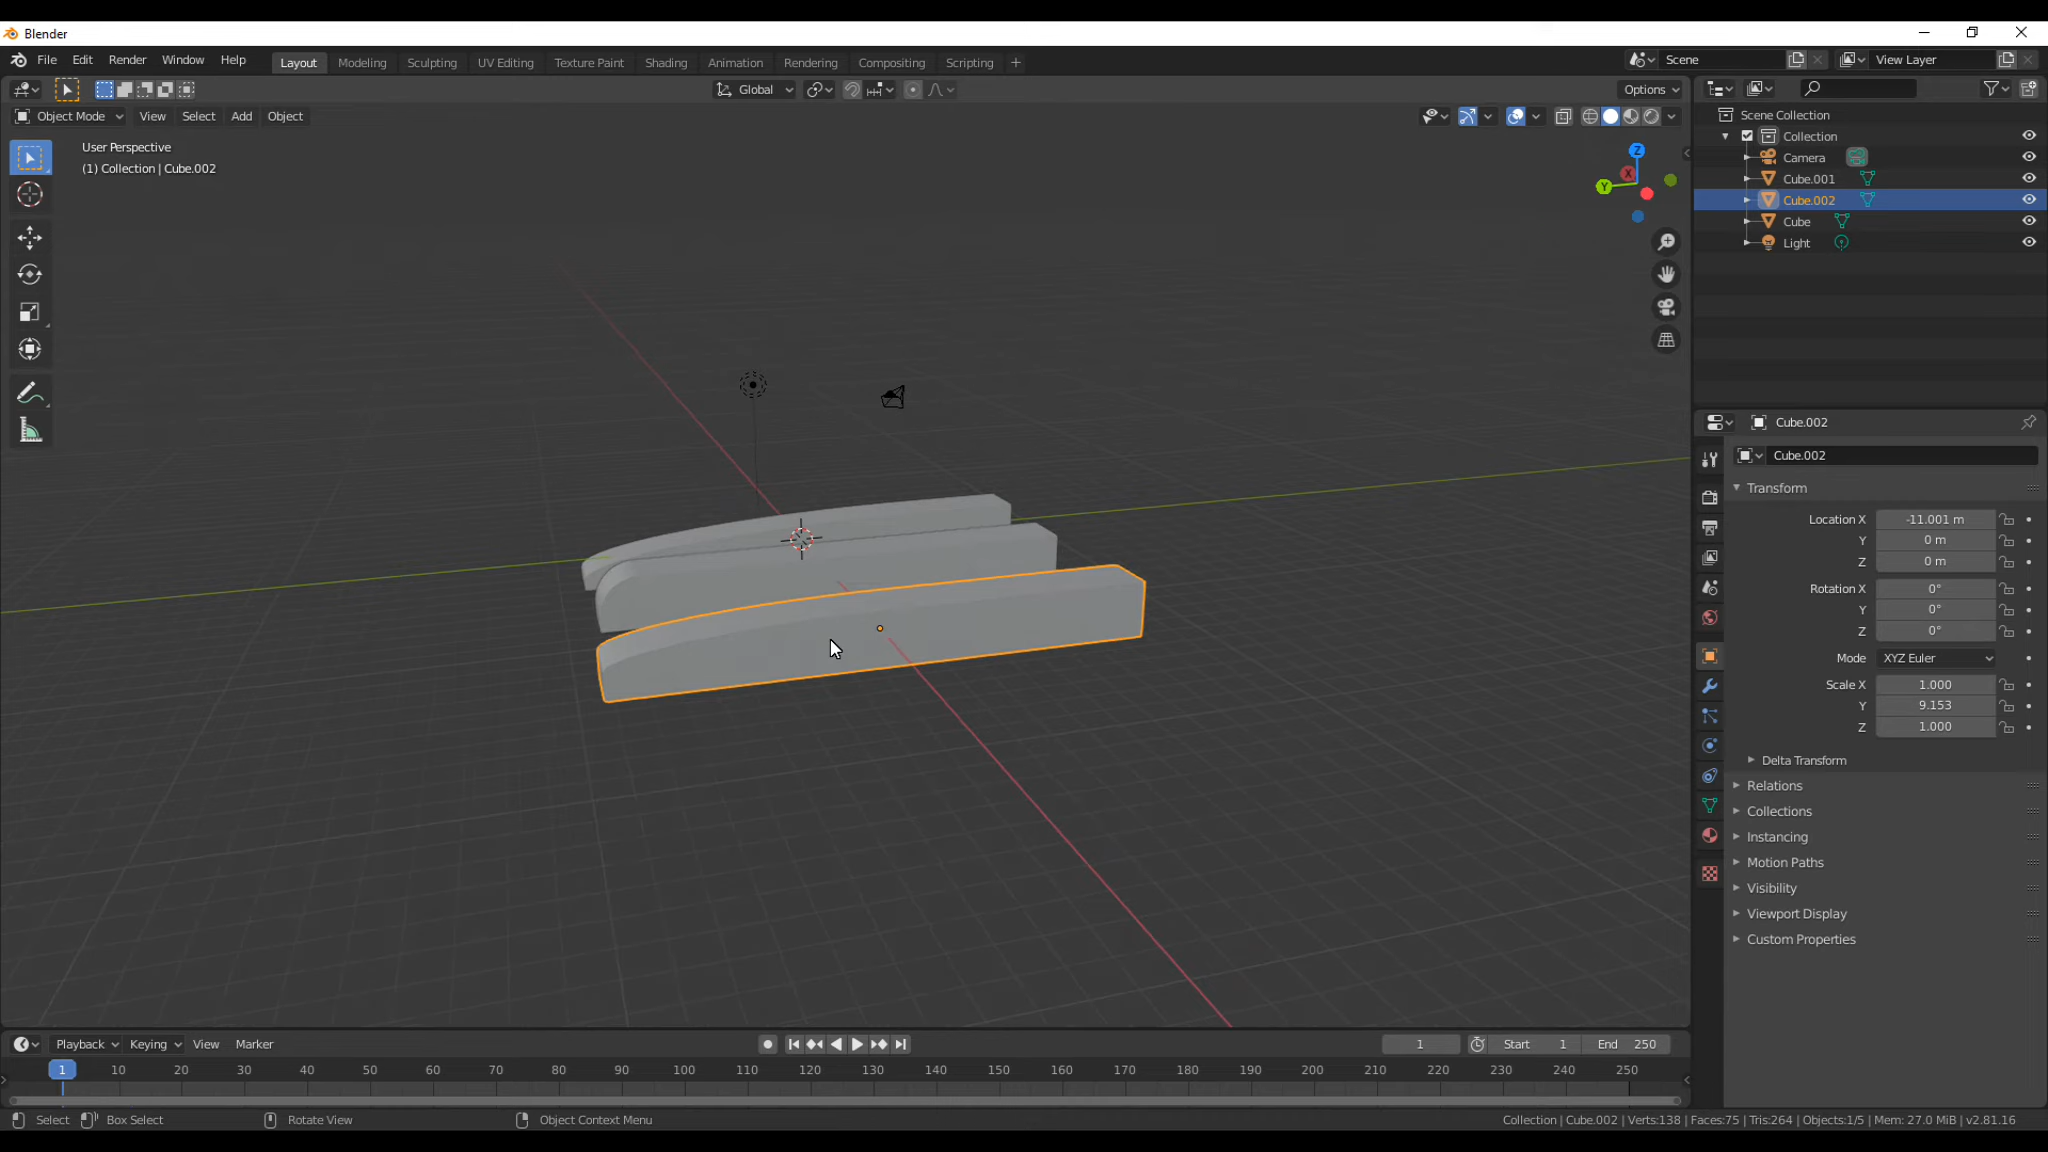 Blender
File Edit Render Window Help Layout Modeling Sculpting UV Editing Texture Paint Shading Animation Rendering Compositing Scripting + Scene View Layer
Global Options
Object Mode View Select Add Object
User Perspective
(1) Collection | Cube.002
Z
X
Y
Scene Collection
Collection
Camera
Cube.001
Cube.002
Cube
Light
Cube.002
Cube.002
Transform
Location X -11.001 m
Y 0 m
Z 0 m
Rotation X 0°
Y 0°
Z 0°
Mode XYZ Euler
Scale X 1.000
Y 9.153
Z 1.000
Delta Transform
Relations
Collections
Instancing
Motion Paths
Visibility
Viewport Display
Custom Properties
Playback Keying View Marker 1 Start 1 End 250
1 10 20 30 40 50 60 70 80 90 100 110 120 130 140 150 160 170 180 190 200 210 220 230 240 250
Select Box Select Rotate View Object Context Menu Collection | Cube.002 | Verts:138 | Faces:75 | Tris:264 | Objects:1/5 | Mem: 27.0 MiB | v2.81.16